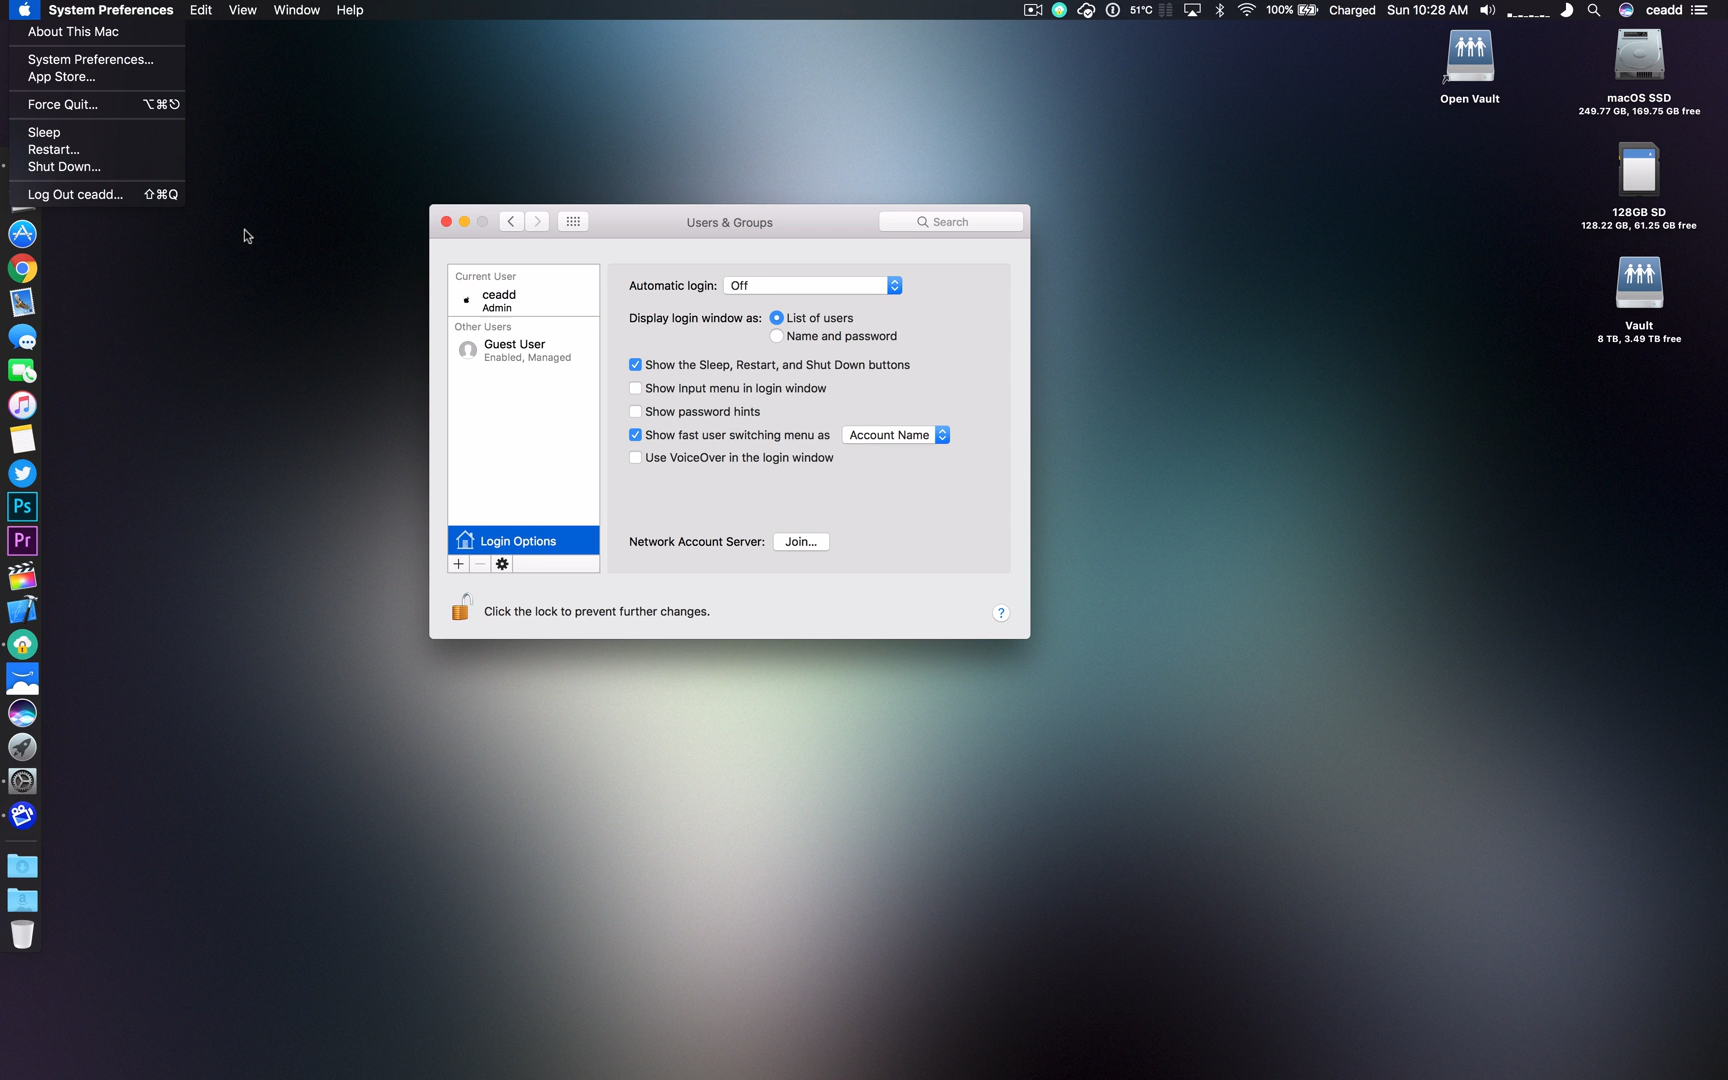 System Preferences Edit View Window Help 51°C 100% Charged Sun 10:28 AM ceadd
About This Mac
System Preferences...
App Store...
Force Quit... ⌥⌘⎋
Sleep
Restart...
Shut Down...
Log Out ceadd... ⇧⌘Q
Open Vault
macOS SSD
249.77 GB, 169.75 GB free
128GB SD
128.22 GB, 61.25 GB free
Vault
8 TB, 3.49 TB free
Users & Groups
Search
Current User
ceadd
Admin
Other Users
Guest User
Enabled, Managed
Login Options
Automatic login: Off
Display login window as: List of users
Name and password
Show the Sleep, Restart, and Shut Down buttons
Show Input menu in login window
Show password hints
Show fast user switching menu as Account Name
Use VoiceOver in the login window
Network Account Server: Join...
Click the lock to prevent further changes.
?
Ps
Pr
a